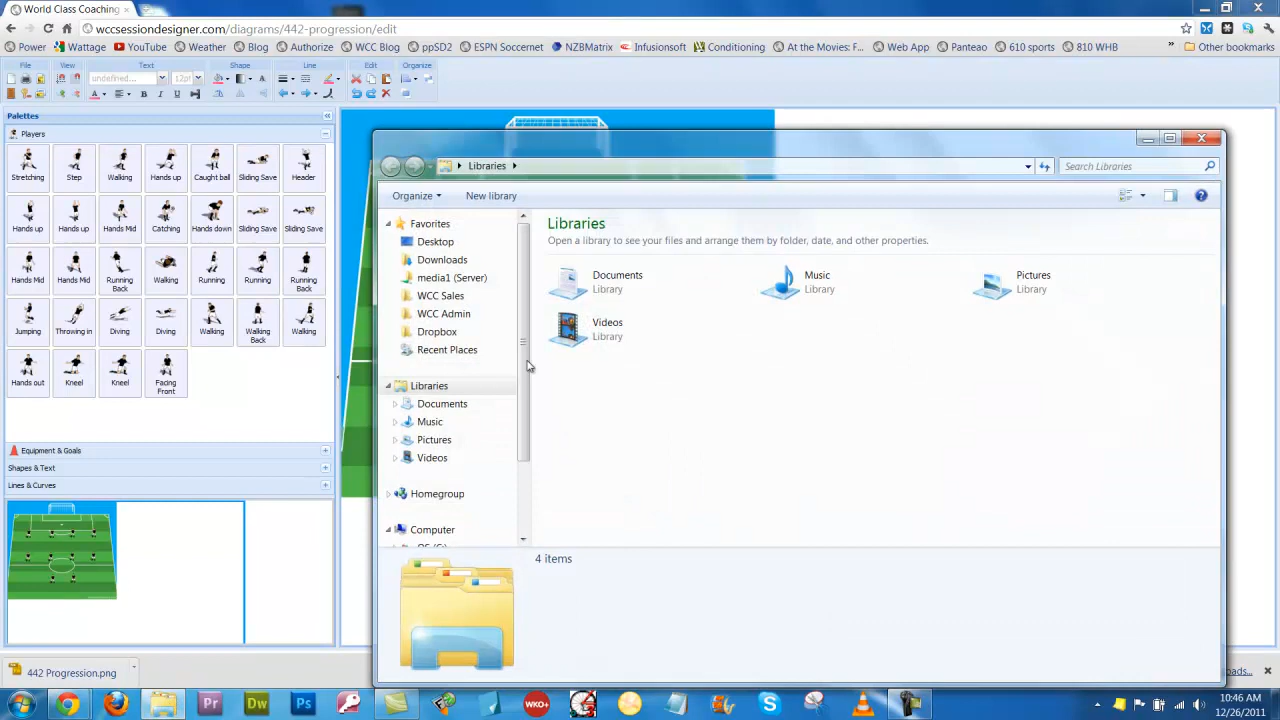 World Class Coaching
wccsessiondesigner.com/diagrams/442-progression/edit
Power Wattage YouTube Weather Blog Authorize WCC Blog ppSD2 ESPN Soccernet NZBMatrix Infusionsoft Conditioning At the Movies: F... Web App Panteao 610 sports 810 WHB » Other bookmarks
File View Text Shape Line Edit Organize
undefined... 12pt
Palettes
Players
Stretching Step Walking Hands up Caught ball Sliding Save Header
Hands up Hands up Hands Mid Catching Hands down Sliding Save Sliding Save
Hands Mid Hands Mid Running Back Walking Running Running Running Back
Jumping Throwing in Diving Diving Walking Walking Back Walking
Hands out Kneel Kneel Facing Front
Equipment & Goals
Shapes & Text
Lines & Curves
442 Progression.png
Libraries
Search Libraries
Organize New library
Favorites
Desktop
Downloads
media1 (Server)
WCC Sales
WCC Admin
Dropbox
Recent Places
Libraries
Documents
Music
Pictures
Videos
Homegroup
Computer
OS (C:)
Libraries
Open a library to see your files and arrange them by folder, date, and other properties.
Documents
Library
Music
Library
Pictures
Library
Videos
Library
4 items
oads...
Pr Dw Ps WKO+
10:46 AM
12/26/2011